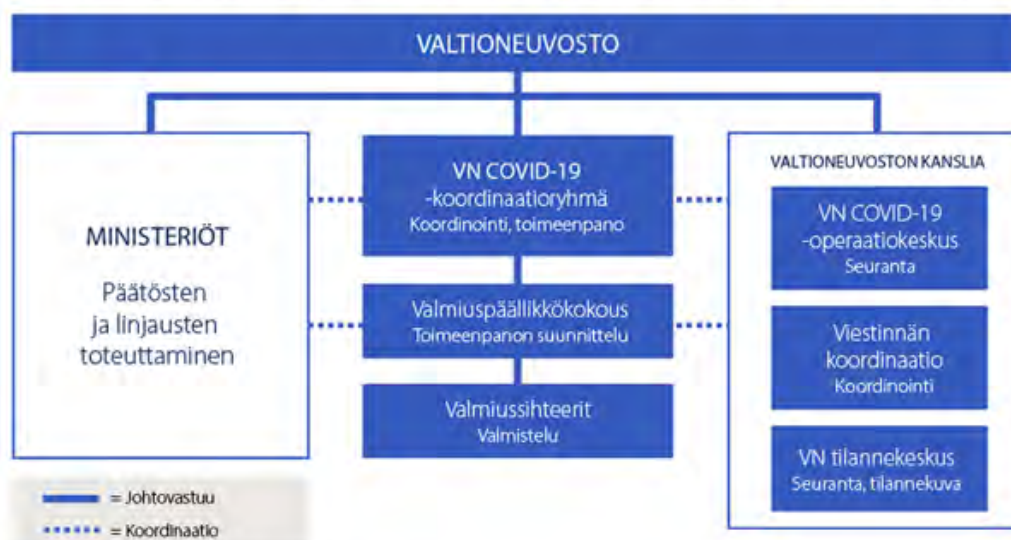 VALTIONEUVOSTO
MINISTERIÖT
Päätösten
ja linjausten
toteuttaminen
VN COVID-19
-koordinaatioryhmä
Koordinointi, toimeenpano
Valmiuspäällikkökokous
Toimeenpanon suunnittelu
Valmiussihteerit
Valmistelu
VALTIONEUVOSTON KANSLIA
VN COVID-19
-operaatiokeskus
Seuranta
Viestinnän
koordinaatio
Koordinointi
VN tilannekeskus
Seuranta, tilannekuva
= Johtovastuu
= Koordinaatio